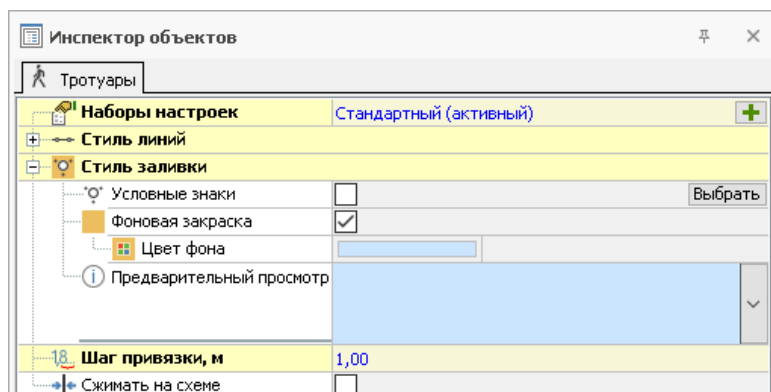 Инспектор объектов
Тротуары
Наборы настроек Стандартный (активный)
Стиль линий
Стиль заливки
Условные знаки Выбрать
Фоновая закраска
Цвет фона
Предварительный просмотр
Шаг привязки, м 1,00
Сжимать на схеме